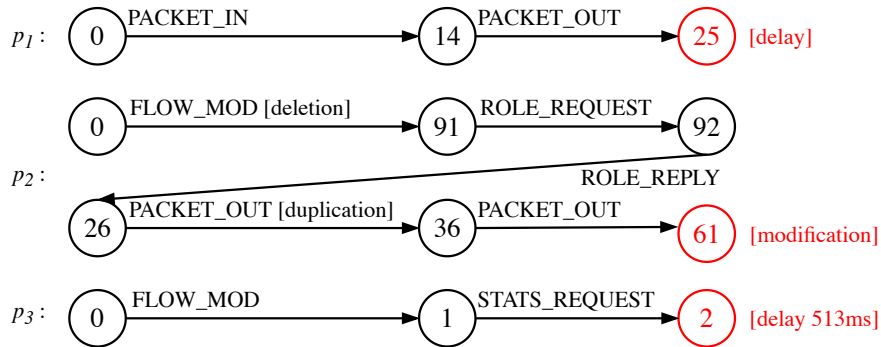 PACKET_IN PACKET_OUT
p1 : 0 14 25 [delay]
FLOW_MOD [deletion] ROLE_REQUEST
0 91 92
p2 :
ROLE_REPLY
PACKET_OUT [duplication] PACKET_OUT
26 36 61 [modification]
FLOW_MOD STATS_REQUEST
p3 : 0 1 2 [delay 513ms]